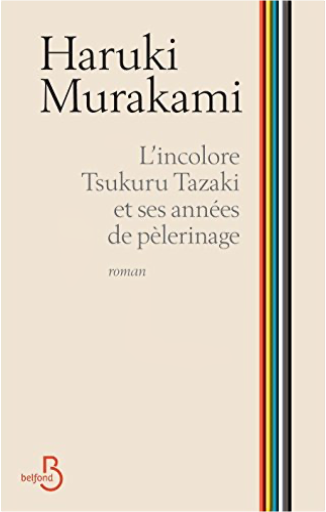 Haruki
Murakami
L'incolore
Tsukuru Tazaki
et ses années
de pèlerinage
roman
belfond